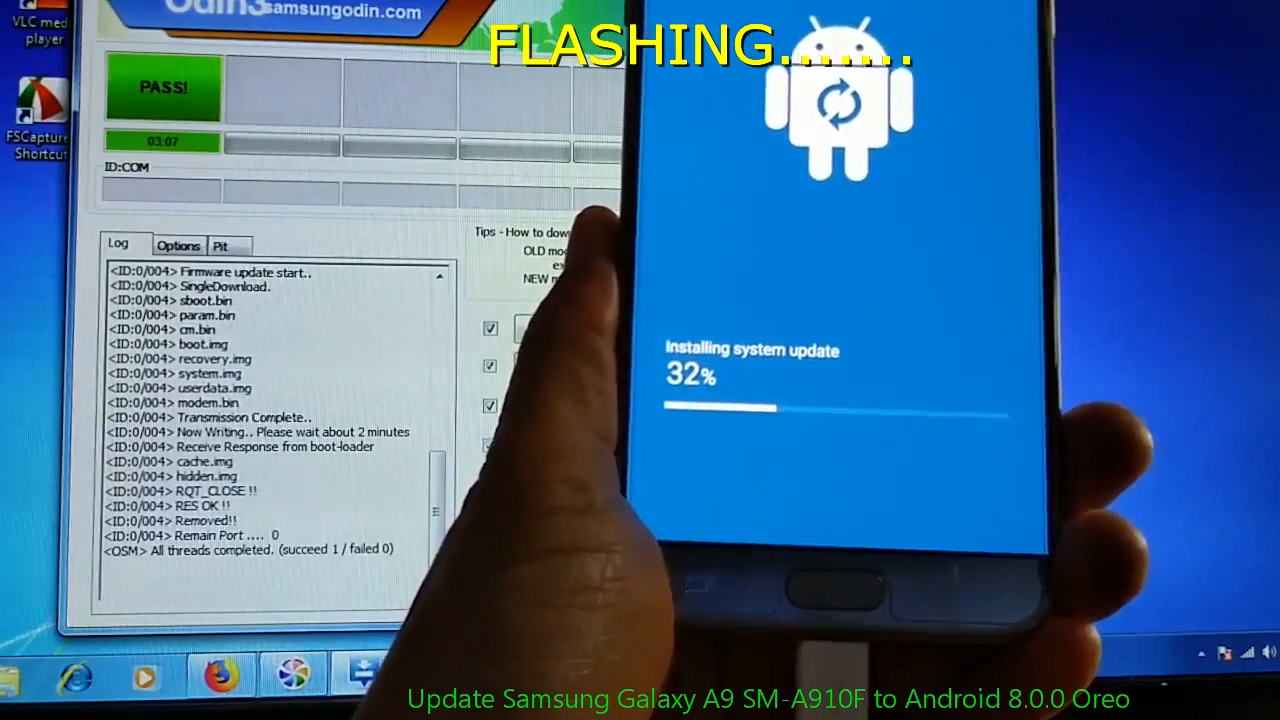 VLC med
player
FSCapture
Shortcut
Odin3
samsungodin.com
FLASHING.......
PASS!
03:07
ID:COM
Log
Options
Pit
<ID:0/004> Firmware update start..
<ID:0/004> SingleDownload.
<ID:0/004> sboot.bin
<ID:0/004> param.bin
<ID:0/004> cm.bin
<ID:0/004> boot.img
<ID:0/004> recovery.img
<ID:0/004> system.img
<ID:0/004> userdata.img
<ID:0/004> modem.bin
<ID:0/004> Transmission Complete..
<ID:0/004> Now Writing.. Please wait about 2 minutes
<ID:0/004> Receive Response from boot-loader
<ID:0/004> cache.img
<ID:0/004> hidden.img
<ID:0/004> RQT_CLOSE !!
<ID:0/004> RES OK !!
<ID:0/004> Removed!!
<ID:0/004> Remain Port .... 0
<OSM> All threads completed. (succeed 1 / failed 0)
Tips - How to dow
OLD mo
NEW
Installing system update
32%
Update Samsung Galaxy A9 SM-A910F to Android 8.0.0 Oreo